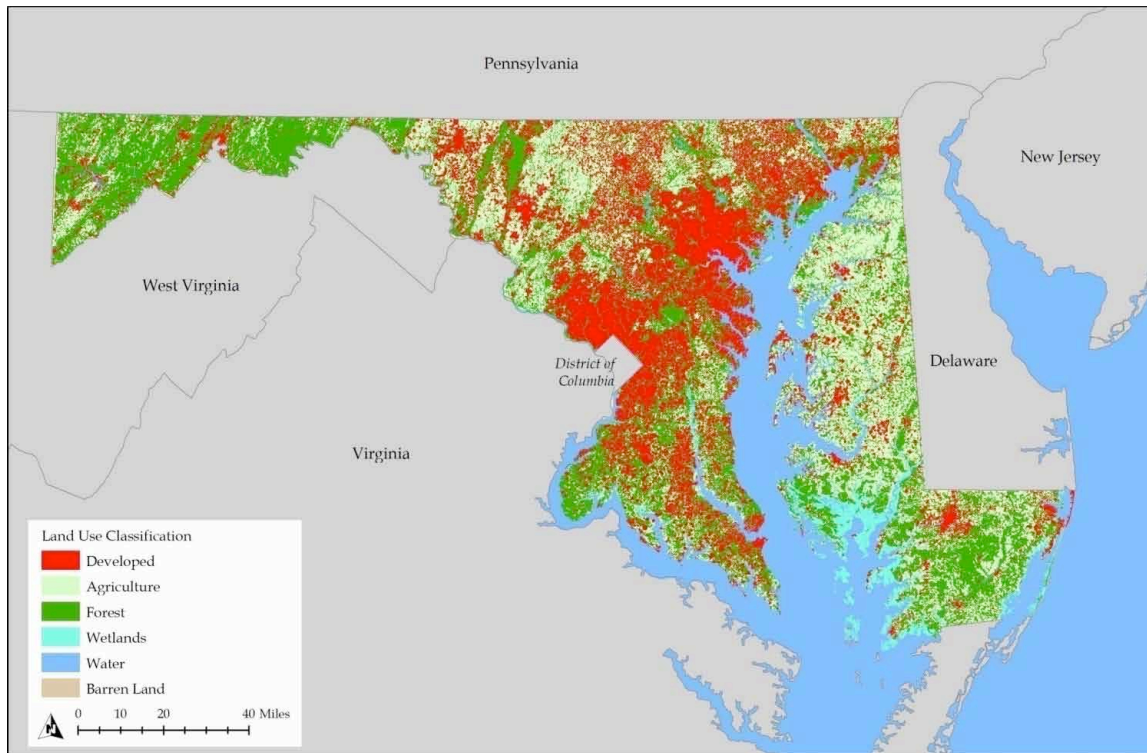 Pennsylvania
New Jersey
West Virginia
District of
Columbia
Delaware
Virginia
Land Use Classification
Developed
Agriculture
Forest
Wetlands
Water
Barren Land
N
0 10 20 40 Miles